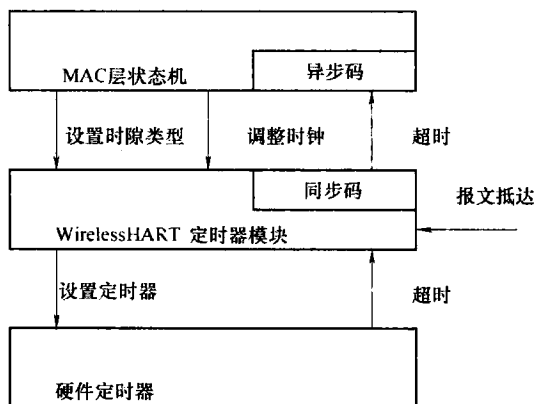 异步码
MAC层状态机
设置时隙类型
调整时钟
超时
同步码
报文抵达
WirelessHART 定时器模块
设置定时器
超时
硬件定时器